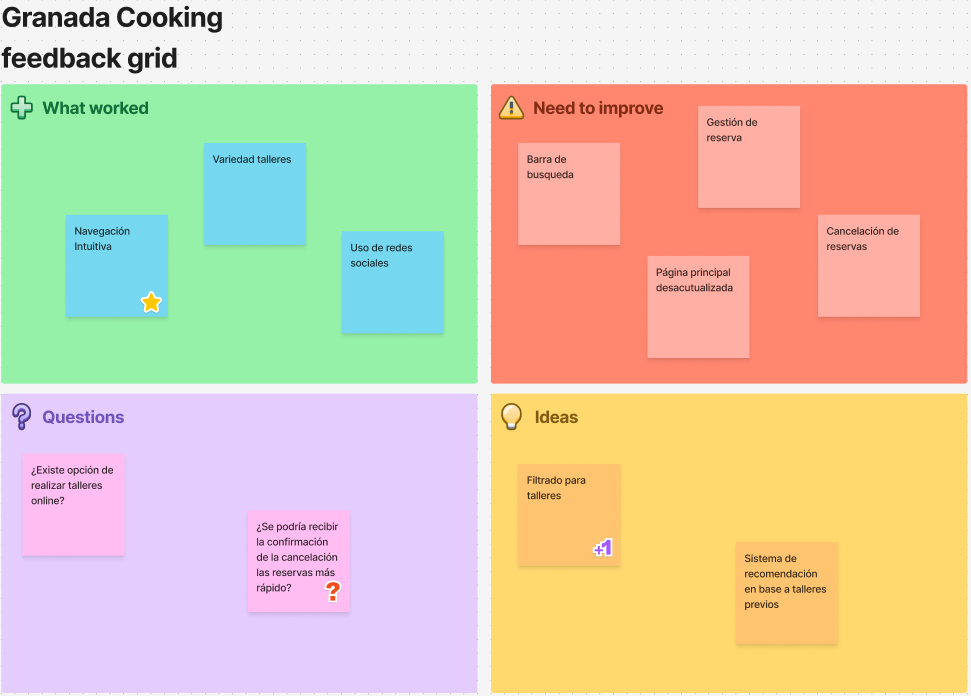 Granada Cooking
feedback grid
What worked
Variedad talleres
Navegación
Intuitiva
Uso de redes
sociales
Need to improve
Gestión de
reserva
Barra de
busqueda
Cancelación de
reservas
Página principal
desacutualizada
Questions
¿Existe opción de
realizar talleres
online?
¿Se podría recibir
la confirmación
de la cancelación
las reservas más
rápido?
?
Ideas
Filtrado para
talleres
+1
Sistema de
recomendación
en base a talleres
previos